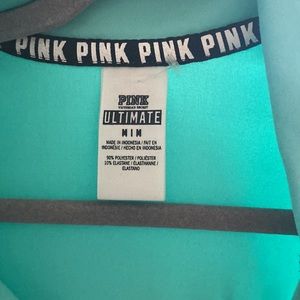 PINK PINK PINK PINK
PINK
VICTORIA'S SECRET
ULTIMATE
M | M
MADE IN INDONESIA / FAIT EN
INDONÉSIE / HECHO EN INDONESIA
90% POLYESTER / POLIÉSTER
10% ELASTANE / ÉLASTHANNE /
ELASTANO